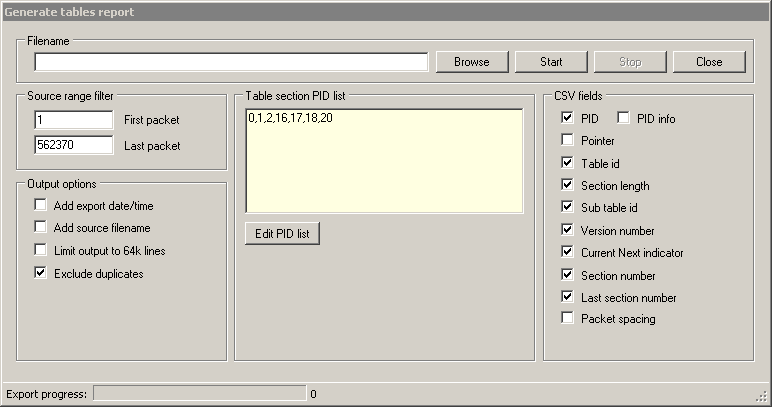 Generate tables report
Filename
Browse
Start
Stop
Close
Source range filter
1 First packet
562370 Last packet
Output options
Add export date/time
Add source filename
Limit output to 64k lines
Exclude duplicates
Table section PID list
0,1,2,16,17,18,20
Edit PID list
CSV fields
PID PID info
Pointer
Table id
Section length
Sub table id
Version number
Current Next indicator
Section number
Last section number
Packet spacing
Export progress: 0